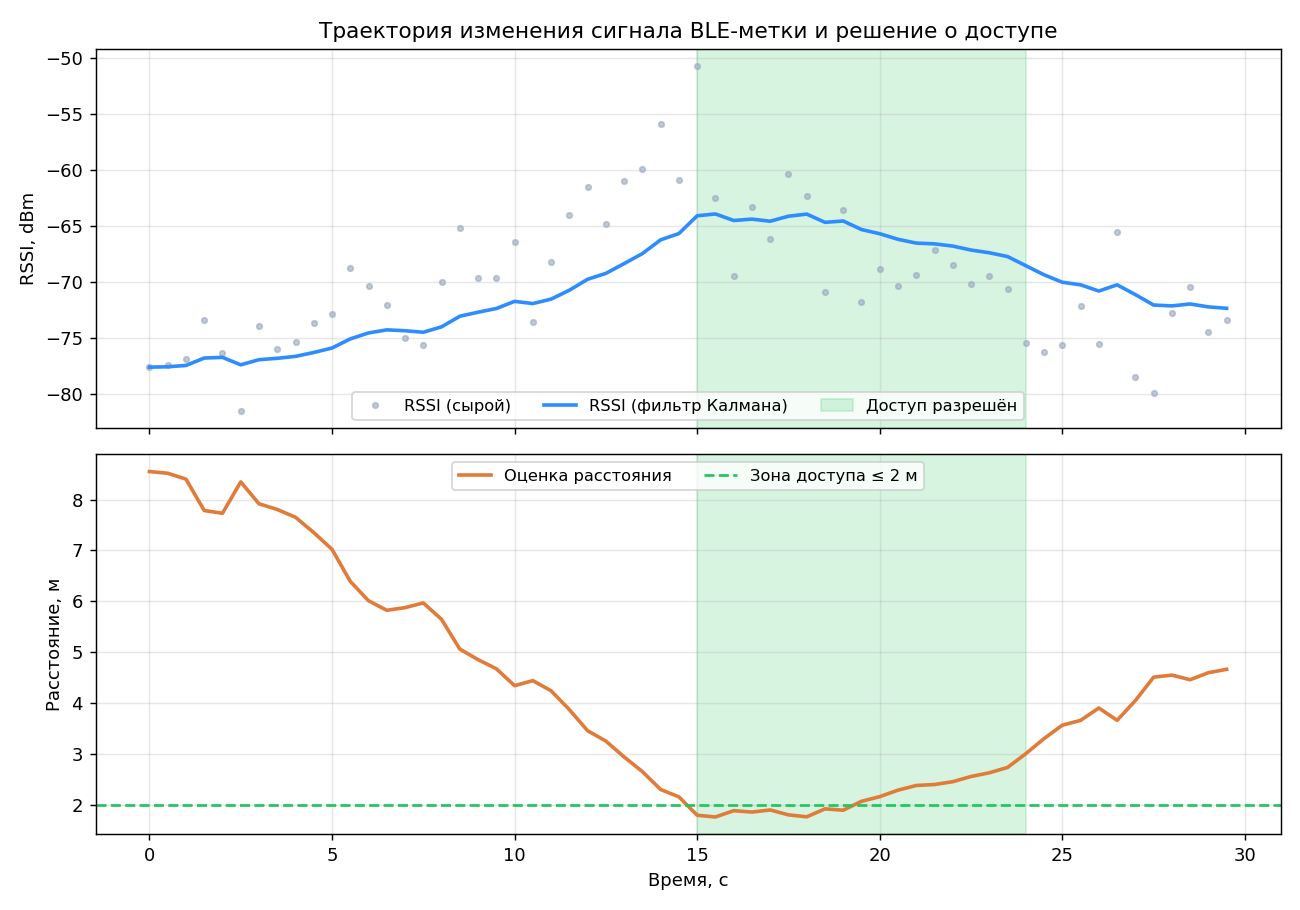 Траектория изменения сигнала BLE-метки и решение о доступе
−50
−55
−60
−65
−70
−75
−80
RSSI, dBm
RSSI (сырой)
RSSI (фильтр Калмана)
Доступ разрешён
Оценка расстояния
Зона доступа ≤ 2 м
8
7
6
5
4
3
2
Расстояние, м
0
5
10
15
20
25
30
Время, с